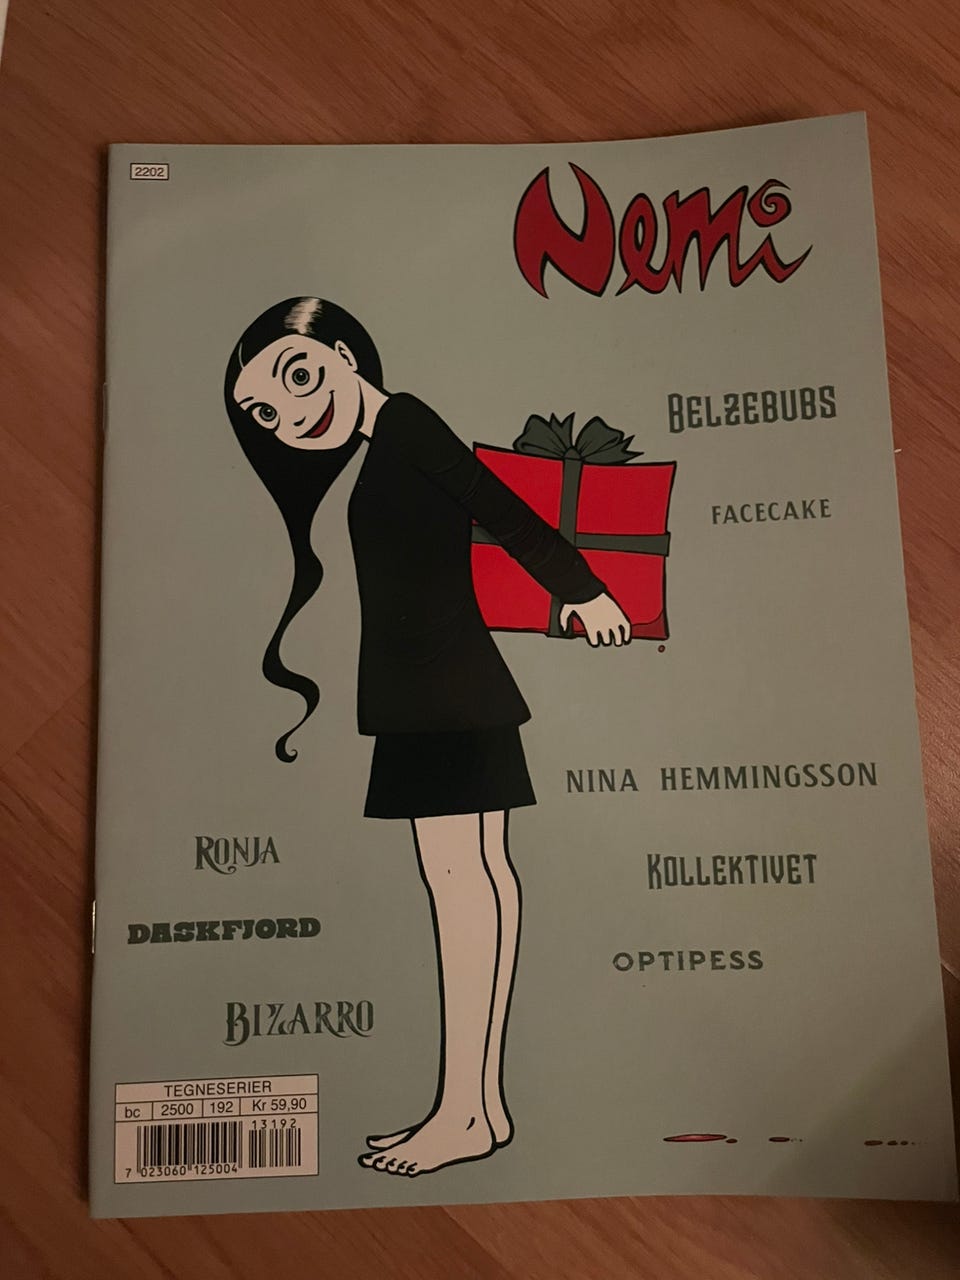 2202
Nemi
BELZEBUBS
FACECAKE
NINA HEMMINGSSON
RONJA
KOLLEKTIVET
DASKFJORD
OPTIPESS
BIZARRO
TEGNESERIER
bc 2500 192 Kr 59,90
13192
7 023060 125004